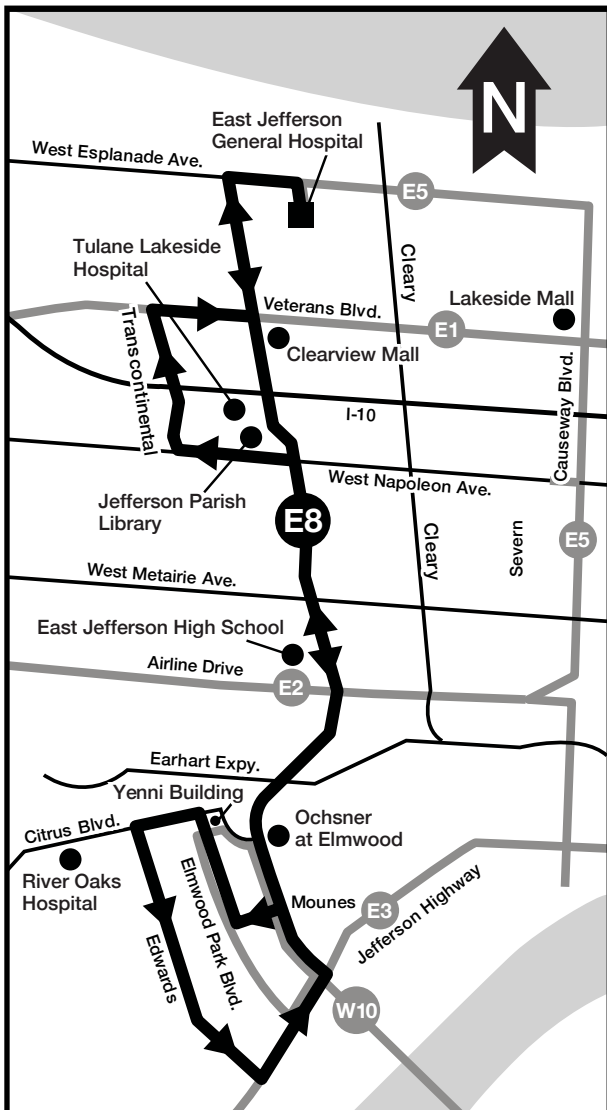 N
East Jefferson
General Hospital
West Esplanade Ave.
E5
Tulane Lakeside
Hospital
Cleary
Lakeside Mall
Veterans Blvd.
E1
Transcontinental
Clearview Mall
Causeway Blvd.
I-10
West Napoleon Ave.
Jefferson Parish
Library
E8
Cleary
Severn
E5
West Metairie Ave.
East Jefferson High School
Airline Drive
E2
Earhart Expy.
Yenni Building
Citrus Blvd.
Ochsner
at Elmwood
River Oaks
Hospital
Elmwood Park Blvd.
Mounes
E3
Jefferson Highway
Edwards
W10